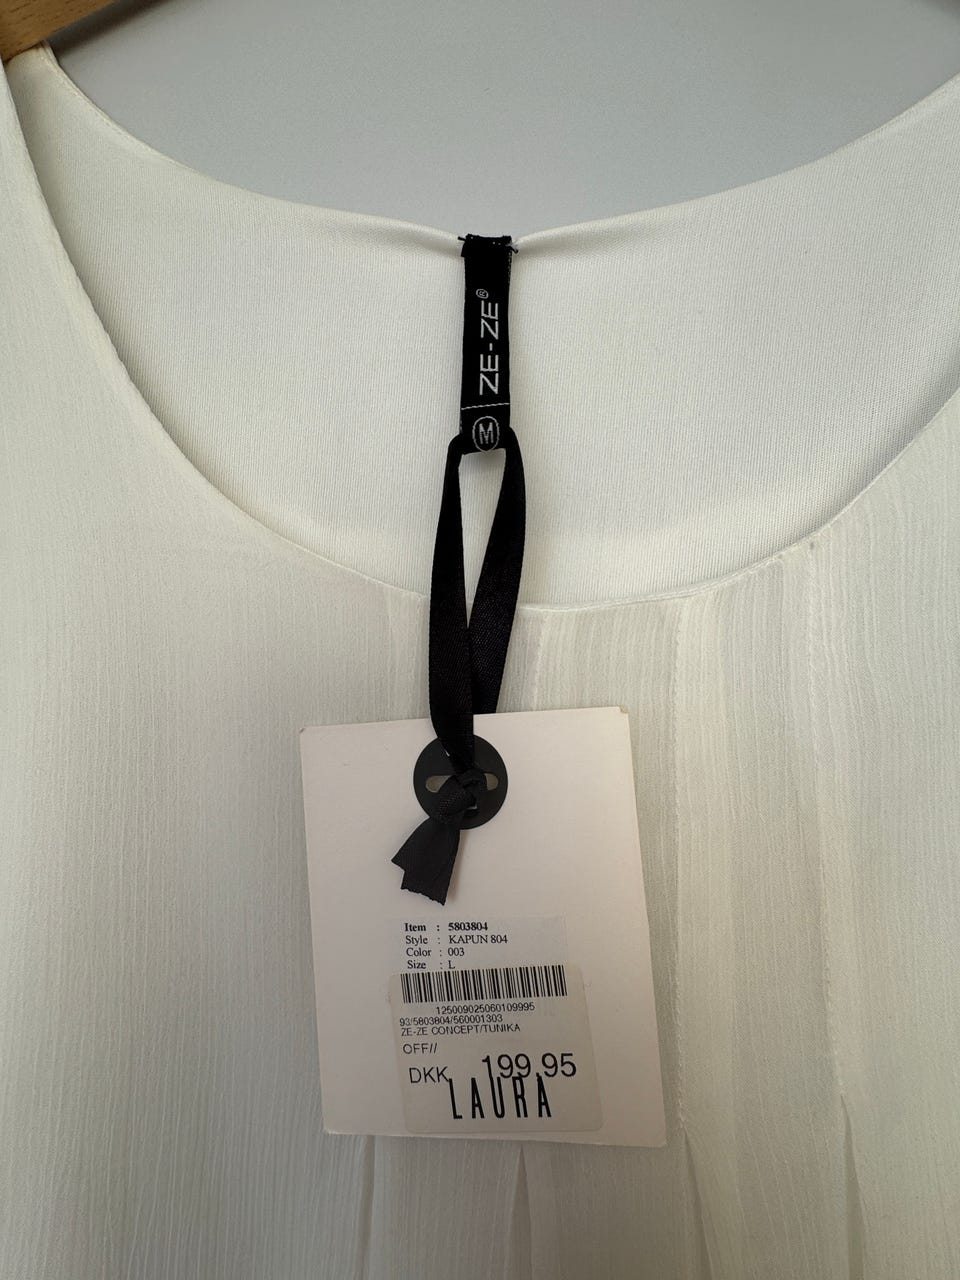 ZE-ZE®
M
Item : 5803804
Style : KAPUN 804
Color : 003
Size : L
125009025060109995
93/5803804/560001303
ZE-ZE CONCEPT/TUNIKA
OFF//
DKK 199,95
LAURA